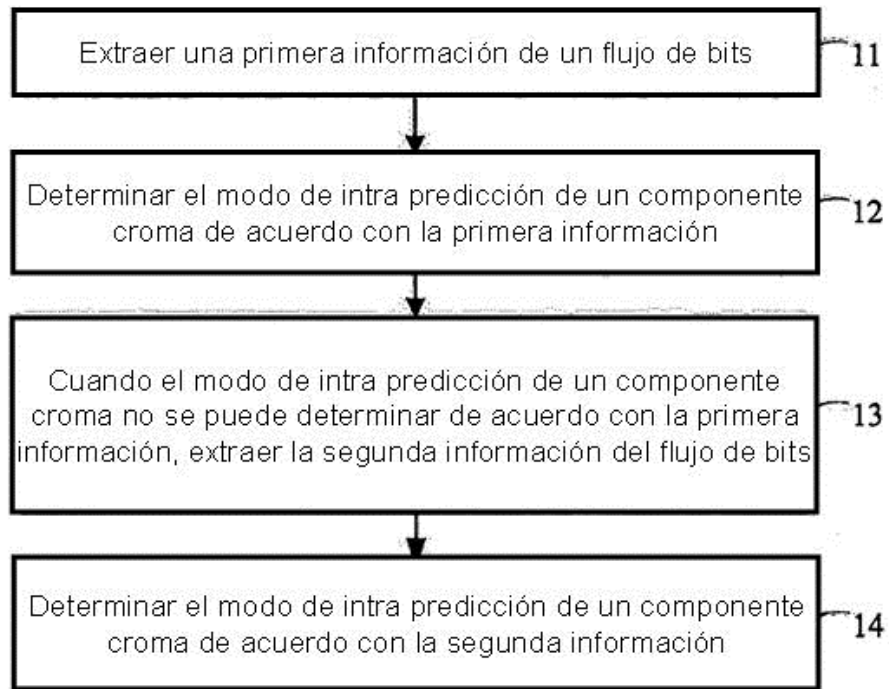 Extraer una primera información de un flujo de bits
11
Determinar el modo de intra predicción de un componente
croma de acuerdo con la primera información
12
Cuando el modo de intra predicción de un componente
croma no se puede determinar de acuerdo con la primera
información, extraer la segunda información del flujo de bits
13
Determinar el modo de intra predicción de un componente
croma de acuerdo con la segunda información
14